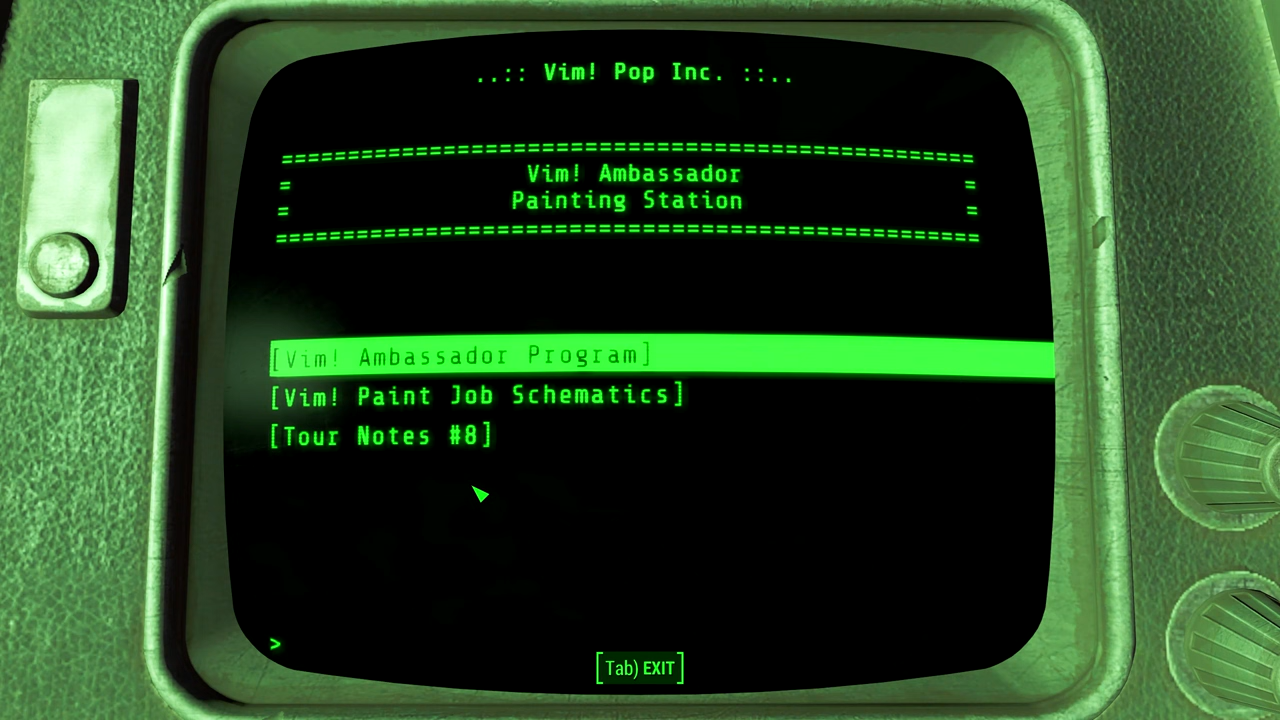 ..:: Vim! Pop Inc. ::..
=====================================================
= Vim! Ambassador =
= Painting Station =
=====================================================
[Vim! Ambassador Program]
[Vim! Paint Job Schematics]
[Tour Notes #8]
>
[Tab) EXIT]